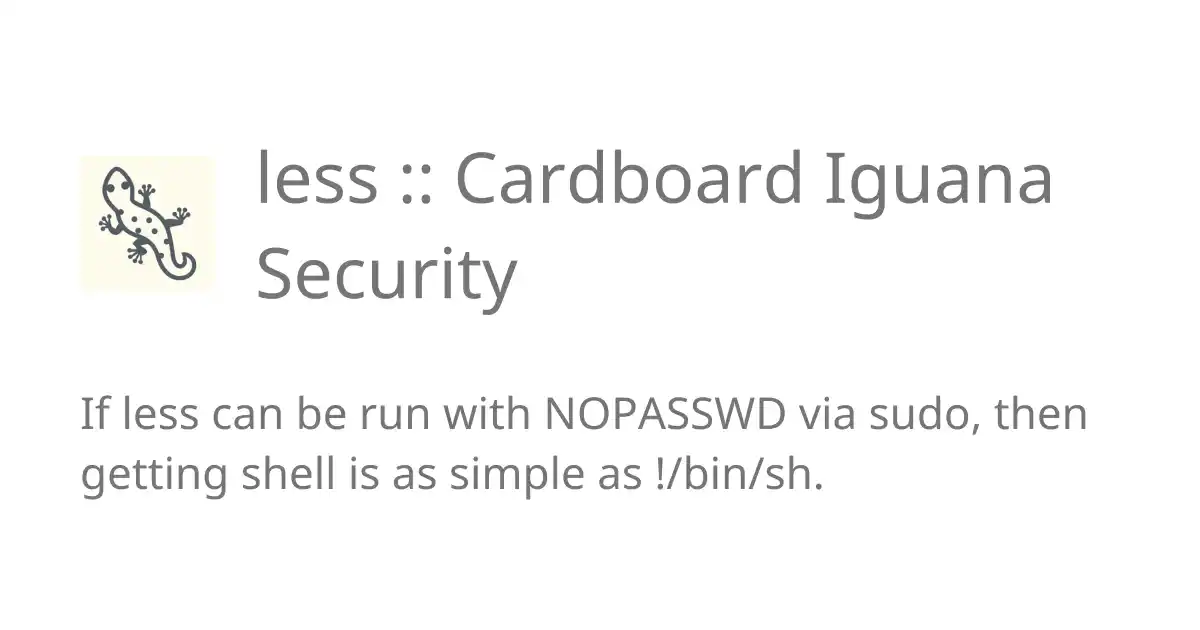 less :: Cardboard Iguana
Security
If less can be run with NOPASSWD via sudo, then
getting shell is as simple as !/bin/sh.